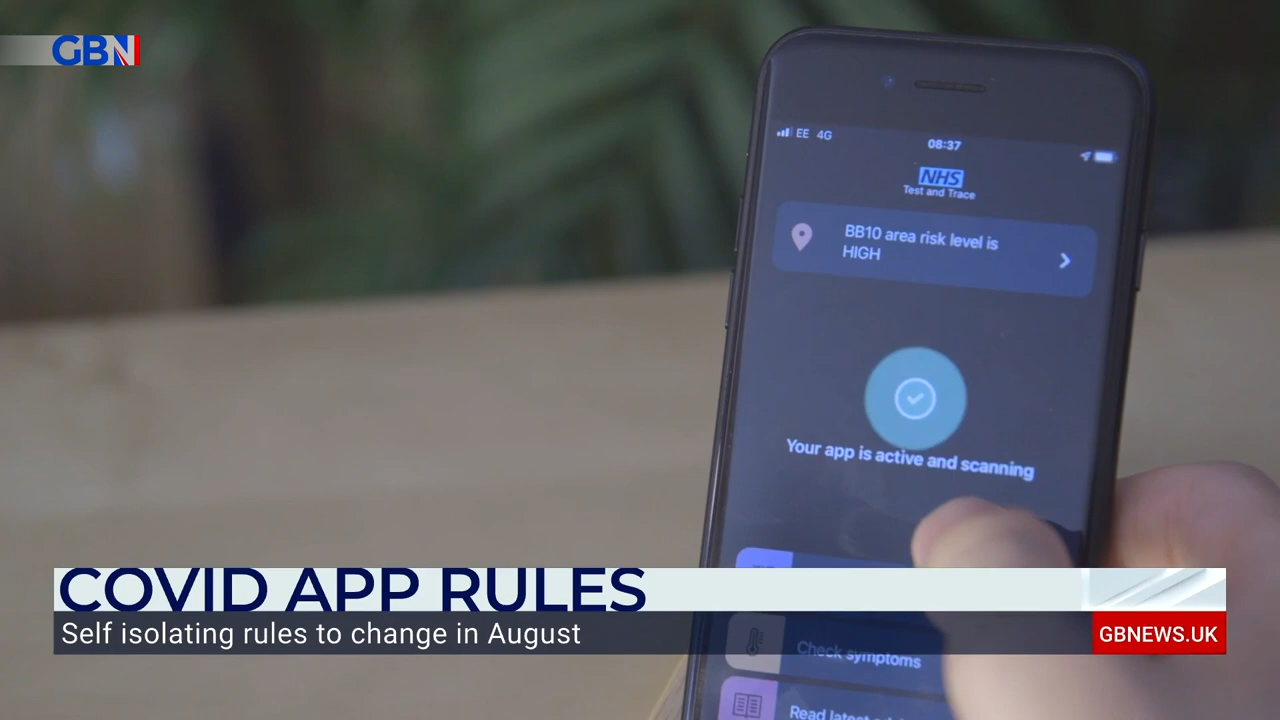 GBN
EE 4G
08:37
NHS
Test and Trace
BB10 area risk level is
HIGH
Your app is active and scanning
COVID APP RULES
Self isolating rules to change in August
GBNEWS.UK
Check symptoms
Read latest